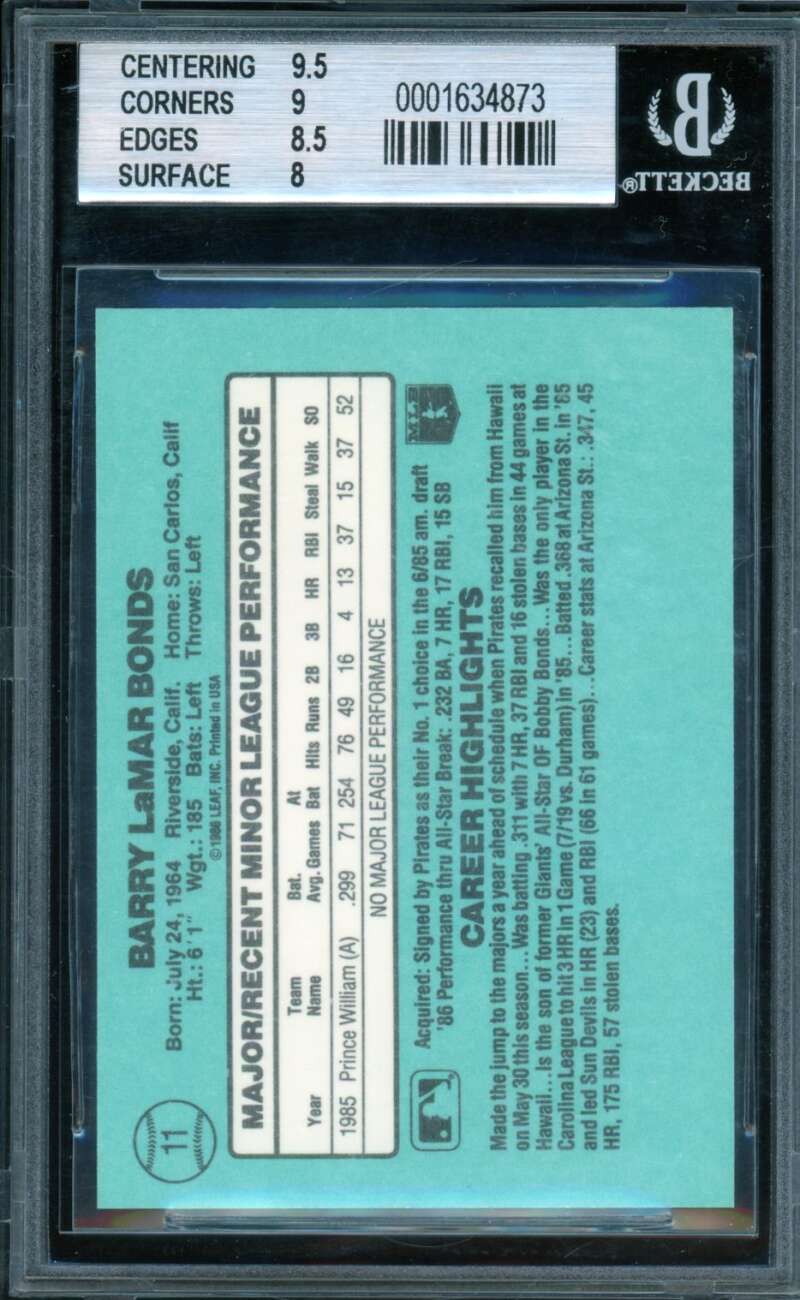 CENTERING 9.5
CORNERS 9
EDGES 8.5
SURFACE 8
0001634873
BECKETT®
11
BARRY LaMAR BONDS
Born: July 24, 1964 Riverside, Calif. Home: San Carlos, Calif
Ht.: 6'1" Wgt.: 185 Bats: Left Throws: Left
©1986 LEAF, INC. Printed in USA
MAJOR/RECENT MINOR LEAGUE PERFORMANCE
Year Team Name Bat. Avg. Games At Bat Hits Runs 2B 3B HR RBI Steal Walk SO
1985 Prince William (A) .299 71 254 76 49 16 4 13 37 15 37 52
NO MAJOR LEAGUE PERFORMANCE
Acquired: Signed by Pirates as their No. 1 choice in the 6/85 am. draft
'86 Performance thru All-Star Break: .232 BA, 7 HR, 17 RBI, 15 SB
MLB
CAREER HIGHLIGHTS
Made the jump to the majors a year ahead of schedule when Pirates recalled him from Hawaii
on May 30 this season...Was batting .311 with 7 HR, 37 RBI and 16 stolen bases in 44 games at
Hawaii...Is the son of former Giants' All-Star OF Bobby Bonds...Was the only player in the
Carolina League to hit 3 HR in 1 Game (7/19 vs. Durham) in '85...Batted .368 at Arizona St. in '85
and led Sun Devils in HR (23) and RBI (66 in 61 games)...Career stats at Arizona St.: .347, 45
HR, 175 RBI, 57 stolen bases.